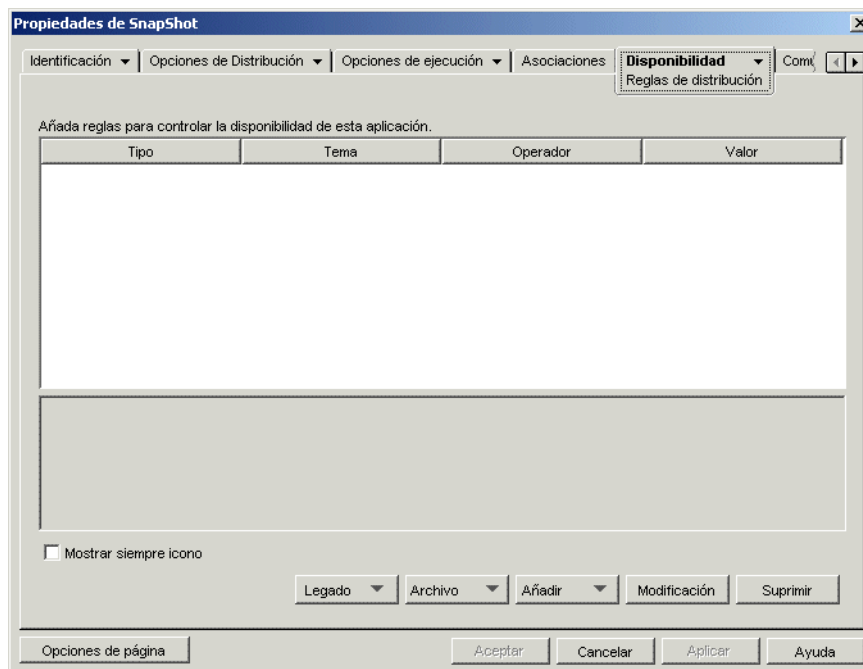 Propiedades de SnapShot
Identificación Opciones de Distribución Opciones de ejecución Asociaciones Disponibilidad
Reglas de distribución
Añada reglas para controlar la disponibilidad de esta aplicación.
Tipo Tema Operador Valor
Mostrar siempre icono
Legado Archivo Añadir Modificación Suprimir
Opciones de página Aceptar Cancelar Aplicar Ayuda